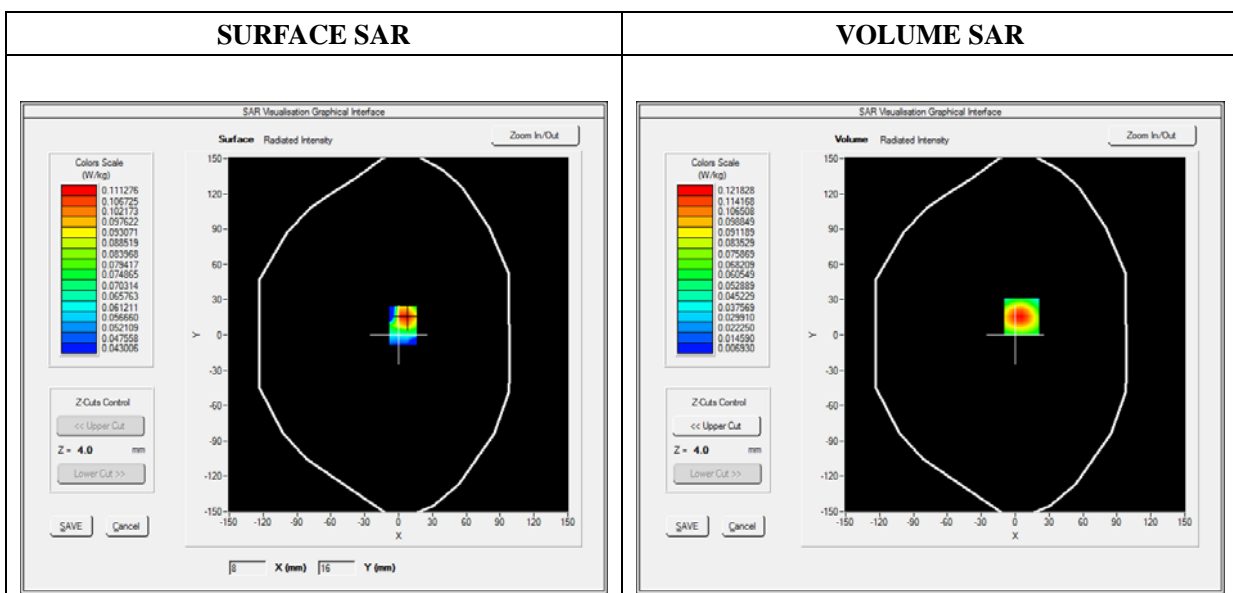 SURFACE SAR
VOLUME SAR
SAR Visualisation Graphical Interface
Surface Radiated Intensity
Zoom In/Out
Colors Scale
(W/kg)
0.111276
0.106725
0.102173
0.097622
0.093071
0.088519
0.083968
0.079417
0.074865
0.070314
0.065763
0.061211
0.056660
0.052109
0.047558
0.043006
Z-Cuts Control
<< Upper Cut
Z = 4.0 mm
Lower Cut >>
SAVE Cancel
150
120
90
60
30
0
-30
-60
-90
-120
-150
Y
-150 -120 -90 -60 -30 0 30 60 90 120 150
X
8 X (mm) 16 Y (mm)
SAR Visualisation Graphical Interface
Volume Radiated Intensity
Zoom In/Out
Colors Scale
(W/kg)
0.121828
0.114168
0.106508
0.098849
0.091189
0.083529
0.075869
0.068209
0.060549
0.052889
0.045229
0.037569
0.029910
0.022250
0.014590
0.006930
Z-Cuts Control
<< Upper Cut
Z = 4.0 mm
Lower Cut >>
SAVE Cancel
150
120
90
60
30
0
-30
-60
-90
-120
-150
Y
-150 -120 -90 -60 -30 0 30 60 90 120 150
X